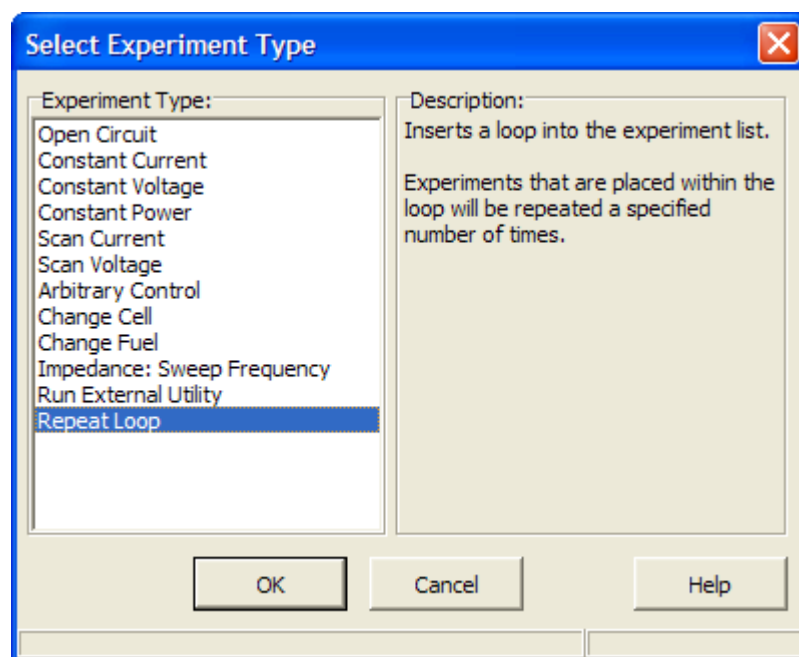 Select Experiment Type
Experiment Type:
Open Circuit
Constant Current
Constant Voltage
Constant Power
Scan Current
Scan Voltage
Arbitrary Control
Change Cell
Change Fuel
Impedance: Sweep Frequency
Run External Utility
Repeat Loop
Description:
Inserts a loop into the experiment list.
Experiments that are placed within the
loop will be repeated a specified
number of times.
OK
Cancel
Help